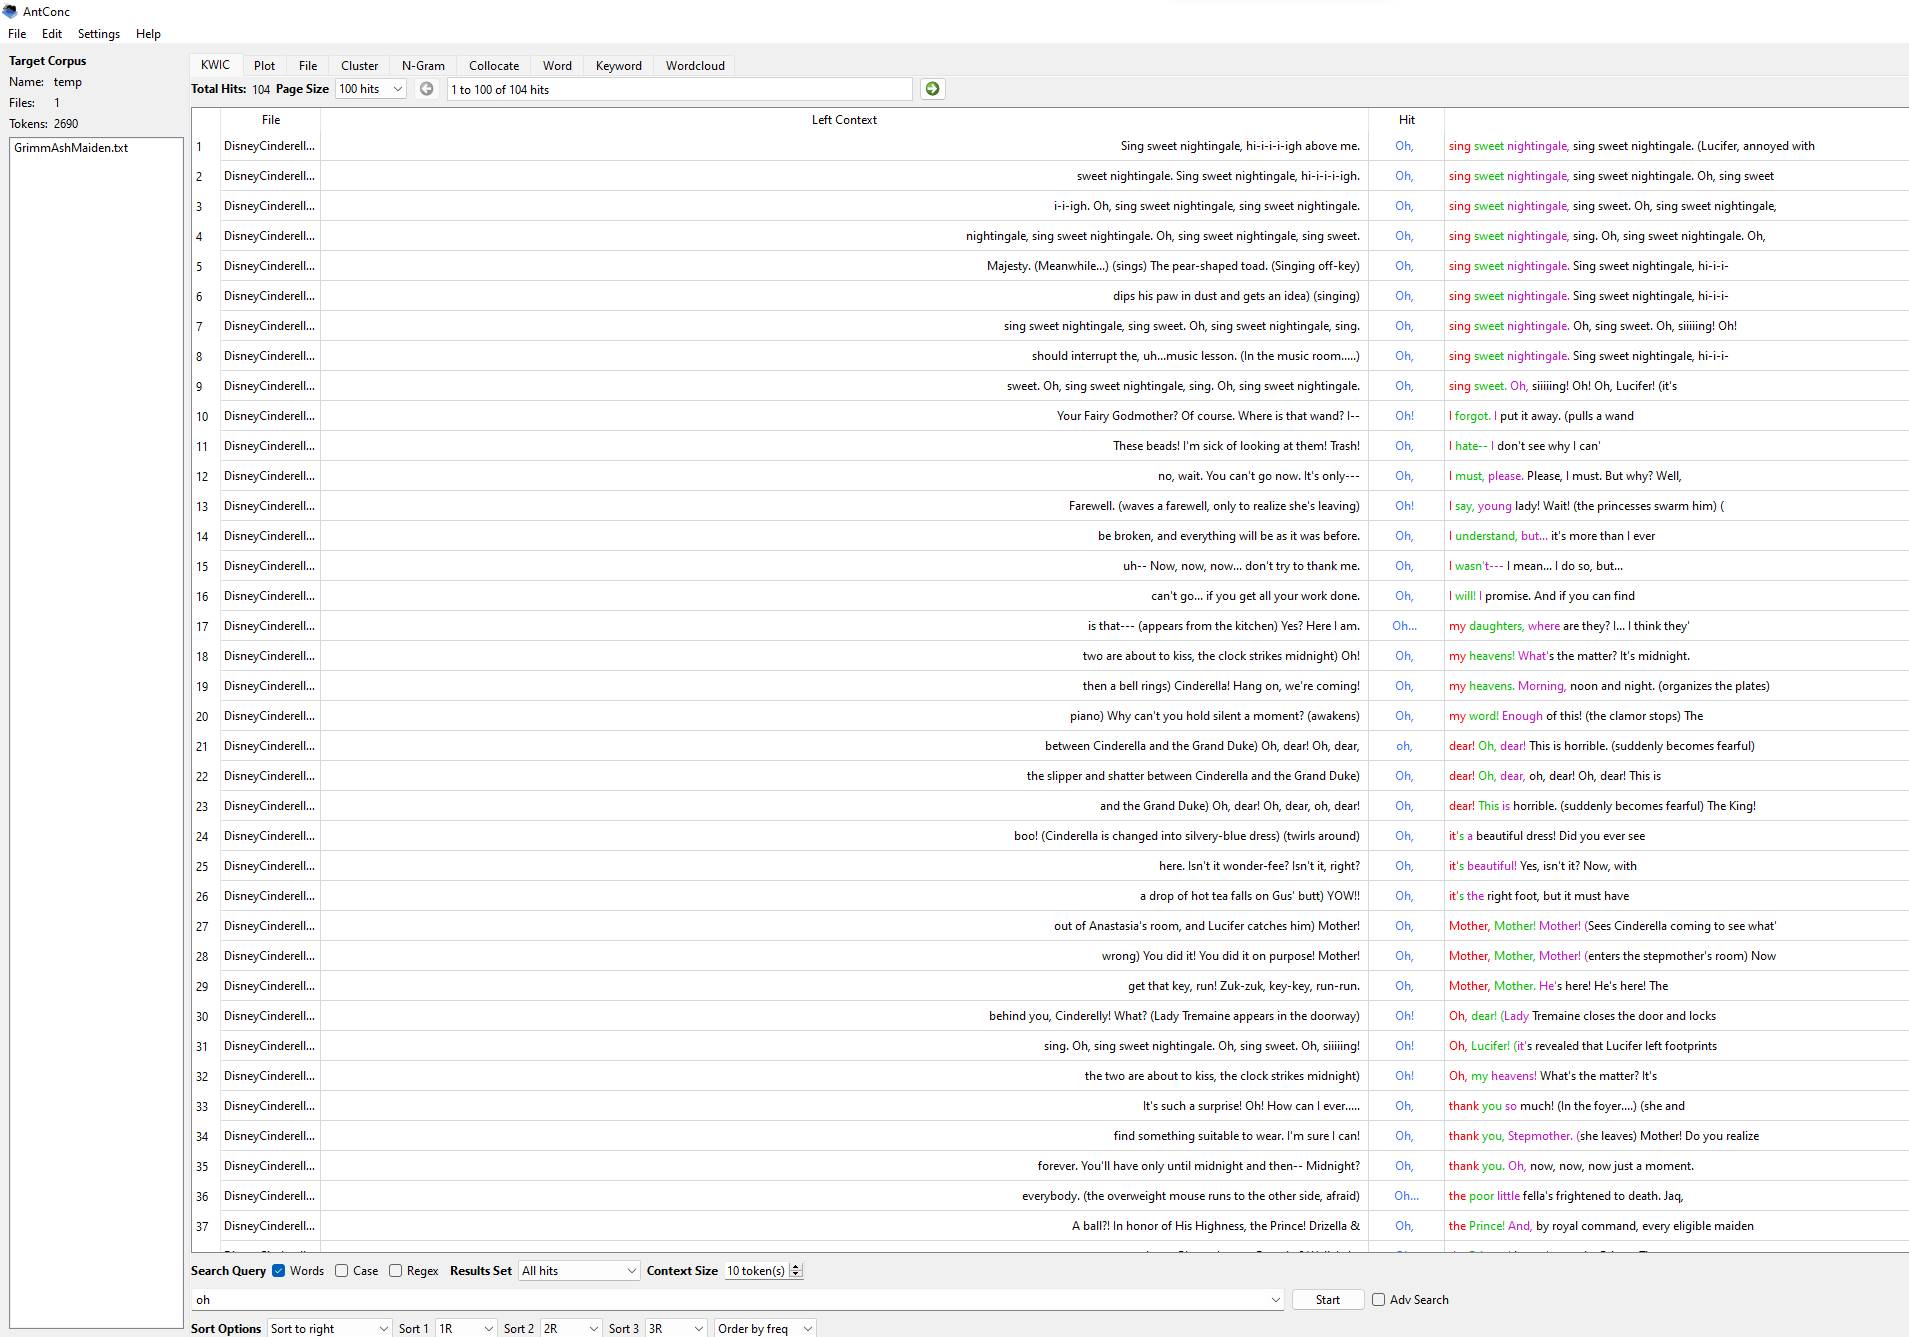 AntConc
File Edit Settings Help
Target Corpus
Name: temp
Files: 1
Tokens: 2690
GrimmAshMaiden.txt
KWIC Plot File Cluster N-Gram Collocate Word Keyword Wordcloud
Total Hits: 104 Page Size 100 hits 1 to 100 of 104 hits
File Left Context Hit
1 DisneyCinderell... Sing sweet nightingale, hi-i-i-i-igh above me. Oh, sing sweet nightingale, sing sweet nightingale. (Lucifer, annoyed with
2 DisneyCinderell... sweet nightingale. Sing sweet nightingale, hi-i-i-i-igh. Oh, sing sweet nightingale, sing sweet nightingale. Oh, sing sweet
3 DisneyCinderell... i-i-igh. Oh, sing sweet nightingale, sing sweet nightingale. Oh, sing sweet nightingale, sing sweet. Oh, sing sweet nightingale,
4 DisneyCinderell... nightingale, sing sweet nightingale. Oh, sing sweet nightingale, sing sweet. Oh, sing sweet nightingale, sing. Oh, sing sweet nightingale. Oh,
5 DisneyCinderell... Majesty. (Meanwhile...) (sings) The pear-shaped toad. (Singing off-key) Oh, sing sweet nightingale. Sing sweet nightingale, hi-i-i-
6 DisneyCinderell... dips his paw in dust and gets an idea) (singing) Oh, sing sweet nightingale. Sing sweet nightingale, hi-i-i-
7 DisneyCinderell... sing sweet nightingale, sing sweet. Oh, sing sweet nightingale, sing. Oh, sing sweet nightingale. Oh, sing sweet. Oh, siiiiing! Oh!
8 DisneyCinderell... should interrupt the, uh...music lesson. (In the music room.....) Oh, sing sweet nightingale. Sing sweet nightingale, hi-i-i-
9 DisneyCinderell... sweet. Oh, sing sweet nightingale, sing. Oh, sing sweet nightingale. Oh, sing sweet. Oh, siiiiing! Oh! Oh, Lucifer! (it's
10 DisneyCinderell... Your Fairy Godmother? Of course. Where is that wand? I-- Oh! I forgot. I put it away. (pulls a wand
11 DisneyCinderell... These beads! I'm sick of looking at them! Trash! Oh, I hate-- I don't see why I can'
12 DisneyCinderell... no, wait. You can't go now. It's only--- Oh, I must, please. Please, I must. But why? Well,
13 DisneyCinderell... Farewell. (waves a farewell, only to realize she's leaving) Oh! I say, young lady! Wait! (the princesses swarm him) (
14 DisneyCinderell... be broken, and everything will be as it was before. Oh, I understand, but... it's more than I ever
15 DisneyCinderell... uh-- Now, now, now... don't try to thank me. Oh, I wasn't--- I mean... I do so, but...
16 DisneyCinderell... can't go... if you get all your work done. Oh, I will! I promise. And if you can find
17 DisneyCinderell... is that--- (appears from the kitchen) Yes? Here I am. Oh... my daughters, where are they? I... I think they'
18 DisneyCinderell... two are about to kiss, the clock strikes midnight) Oh! Oh, my heavens! What's the matter? It's midnight.
19 DisneyCinderell... then a bell rings) Cinderella! Hang on, we're coming! Oh, my heavens. Morning, noon and night. (organizes the plates)
20 DisneyCinderell... piano) Why can't you hold silent a moment? (awakens) Oh, my word! Enough of this! (the clamor stops) The
21 DisneyCinderell... between Cinderella and the Grand Duke) Oh, dear! Oh, dear, oh, dear! Oh, dear! This is horrible. (suddenly becomes fearful)
22 DisneyCinderell... the slipper and shatter between Cinderella and the Grand Duke) Oh, dear! Oh, dear, oh, dear! Oh, dear! This is
23 DisneyCinderell... and the Grand Duke) Oh, dear! Oh, dear, oh, dear! Oh, dear! This is horrible. (suddenly becomes fearful) The King!
24 DisneyCinderell... boo! (Cinderella is changed into silvery-blue dress) (twirls around) Oh, it's a beautiful dress! Did you ever see
25 DisneyCinderell... here. Isn't it wonder-fee? Isn't it, right? Oh, it's beautiful! Yes, isn't it? Now, with
26 DisneyCinderell... a drop of hot tea falls on Gus' butt) YOW!! Oh, it's the right foot, but it must have
27 DisneyCinderell... out of Anastasia's room, and Lucifer catches him) Mother! Oh, Mother, Mother! Mother! (Sees Cinderella coming to see what'
28 DisneyCinderell... wrong) You did it! You did it on purpose! Mother! Oh, Mother, Mother, Mother! (enters the stepmother's room) Now
29 DisneyCinderell... get that key, run! Zuk-zuk, key-key, run-run. Oh, Mother, Mother. He's here! He's here! The
30 DisneyCinderell... behind you, Cinderelly! What? (Lady Tremaine appears in the doorway) Oh! Oh, dear! (Lady Tremaine closes the door and locks
31 DisneyCinderell... sing. Oh, sing sweet nightingale. Oh, sing sweet. Oh, siiiiing! Oh! Oh, Lucifer! (it's revealed that Lucifer left footprints
32 DisneyCinderell... the two are about to kiss, the clock strikes midnight) Oh! Oh, my heavens! What's the matter? It's
33 DisneyCinderell... It's such a surprise! Oh! How can I ever..... Oh, thank you so much! (In the foyer....) (she and
34 DisneyCinderell... find something suitable to wear. I'm sure I can! Oh, thank you, Stepmother. (she leaves) Mother! Do you realize
35 DisneyCinderell... forever. You'll have only until midnight and then-- Midnight? Oh, thank you. Oh, now, now, now just a moment.
36 DisneyCinderell... everybody. (the overweight mouse runs to the other side, afraid) Oh... the poor little fella's frightened to death. Jaq,
37 DisneyCinderell... A ball?! In honor of His Highness, the Prince! Drizella & Oh, the Prince! And, by royal command, every eligible maiden
Search Query Words Case Regex Results Set All hits Context Size 10 token(s)
oh Start Adv Search
Sort Options Sort to right Sort 1 1R Sort 2 2R Sort 3 3R Order by freq